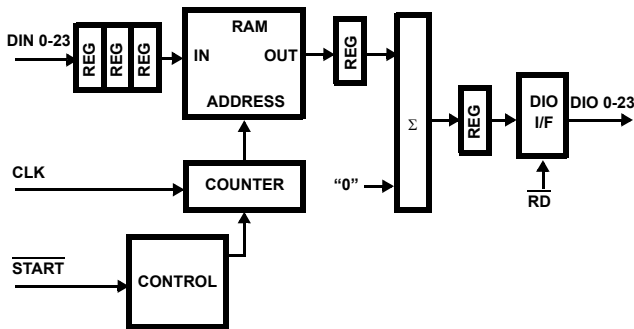 DIN 0-23
REG
REG
REG
RAM
IN
OUT
ADDRESS
REG
Σ
REG
DIO
I/F
DIO 0-23
CLK
COUNTER
“0”
RD
START
CONTROL